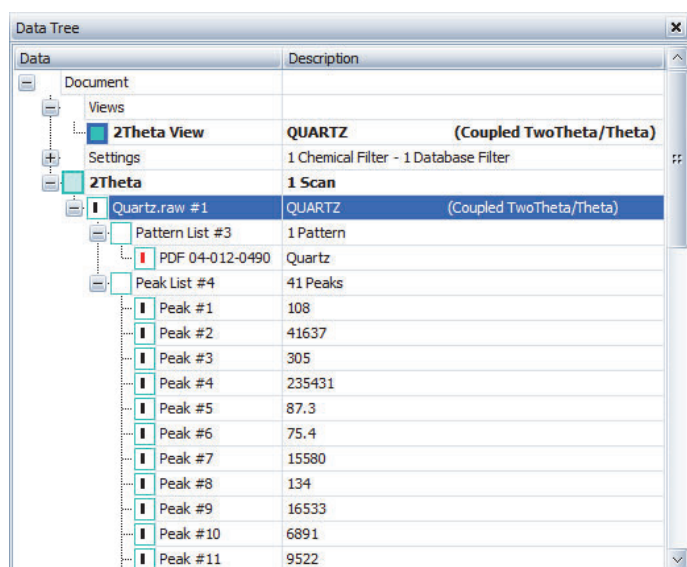 Data Tree
Data Description
Document
Views
2Theta View QUARTZ (Coupled TwoTheta/Theta)
Settings 1 Chemical Filter - 1 Database Filter
2Theta 1 Scan
Quartz.raw #1 QUARTZ (Coupled TwoTheta/Theta)
Pattern List #3 1 Pattern
PDF 04-012-0490 Quartz
Peak List #4 41 Peaks
Peak #1 108
Peak #2 41637
Peak #3 305
Peak #4 235431
Peak #5 87.3
Peak #6 75.4
Peak #7 15580
Peak #8 134
Peak #9 16533
Peak #10 6891
Peak #11 9522